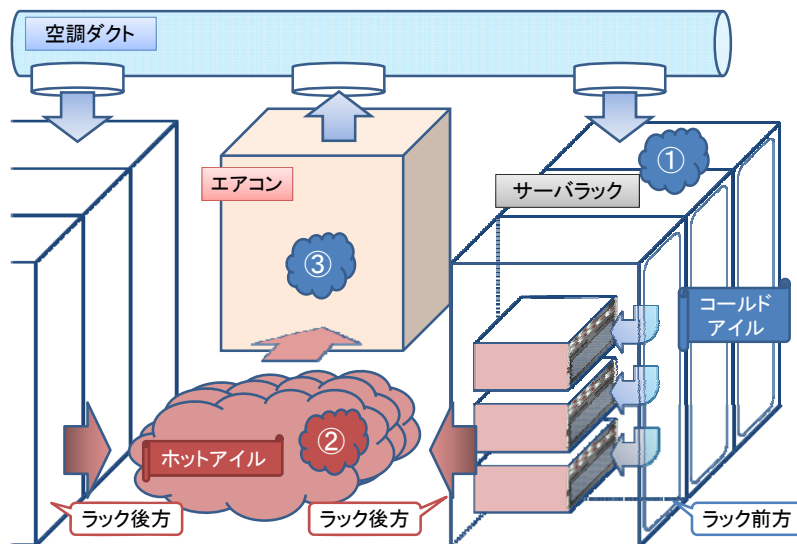 空調ダクト
①
エアコン
サーバラック
③
コールド
アイル
②
ホットアイル
ラック後方
ラック後方
ラック前方